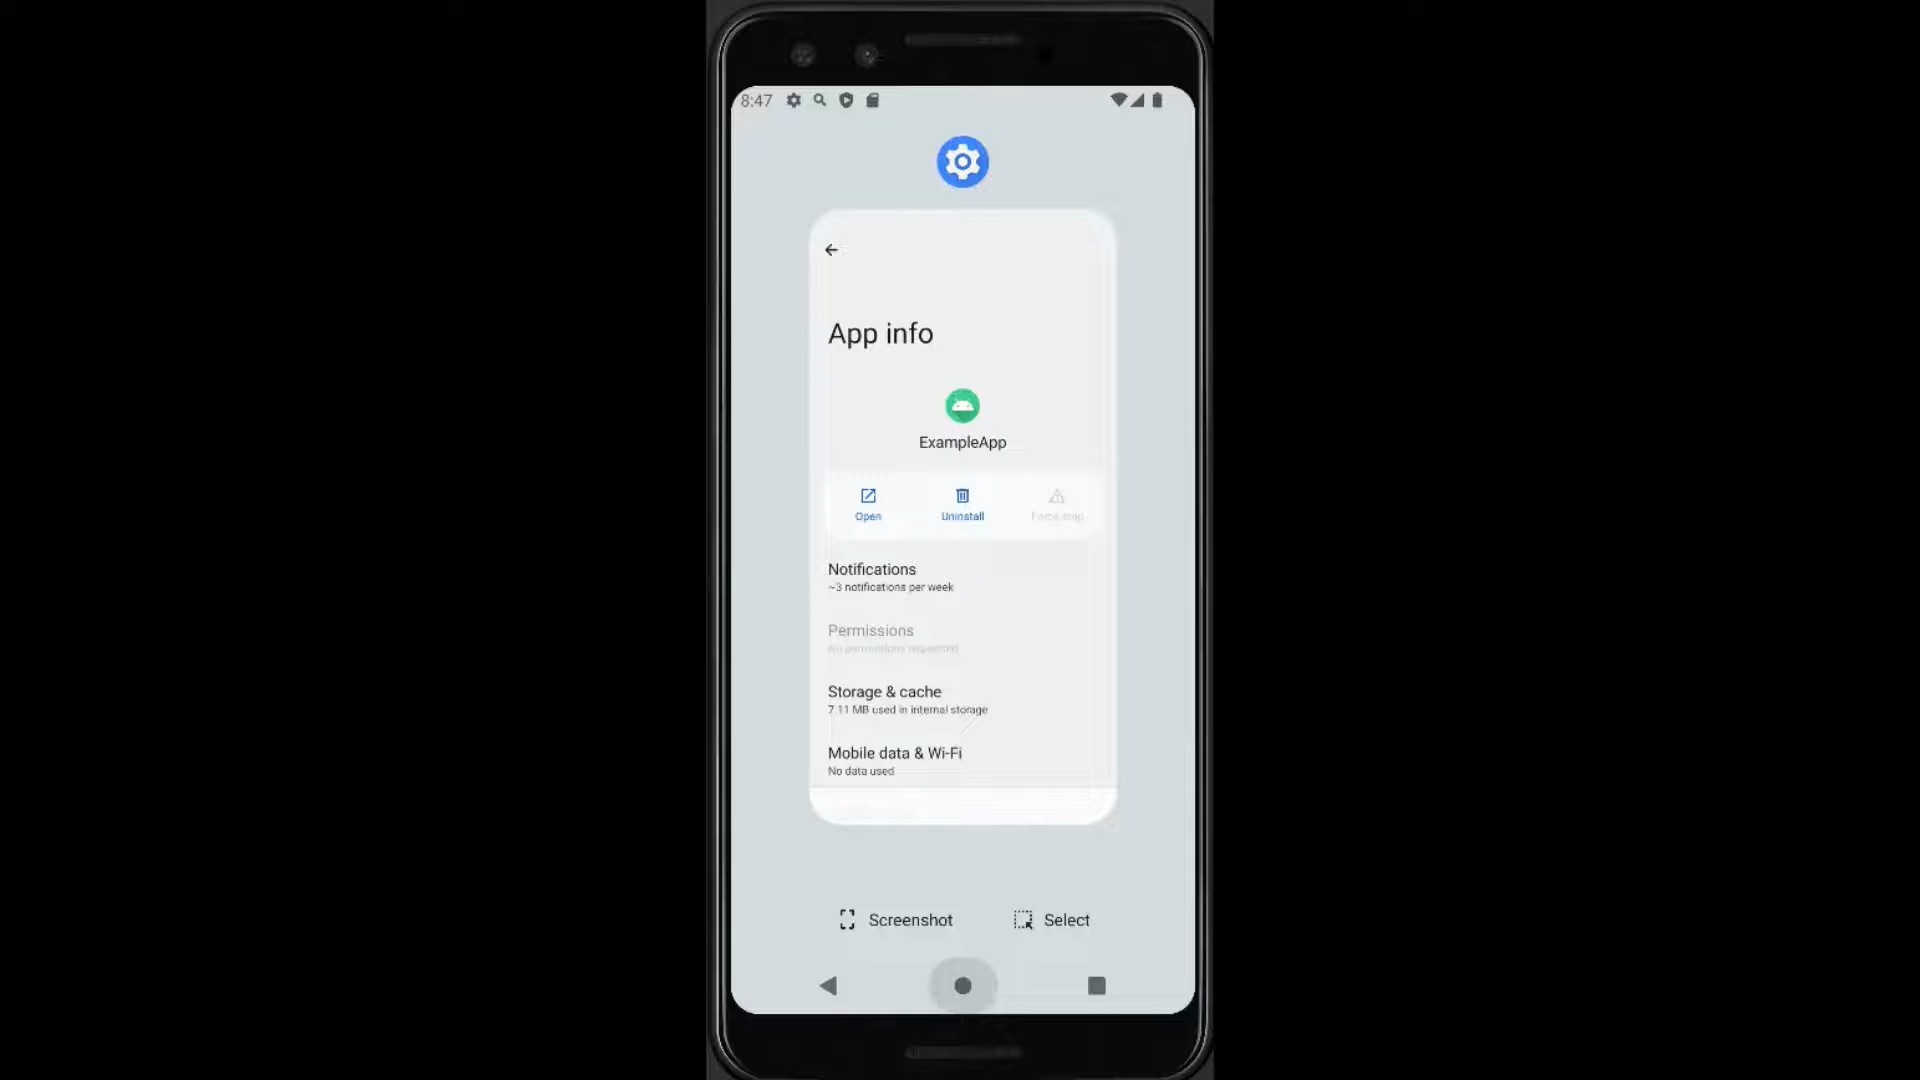 8:47
App info
ExampleApp
Open
Uninstall
Force stop
Notifications
~3 notifications per week
Permissions
No permissions requested
Storage & cache
7.11 MB used in internal storage
Mobile data & Wi-Fi
No data used
Screenshot
Select